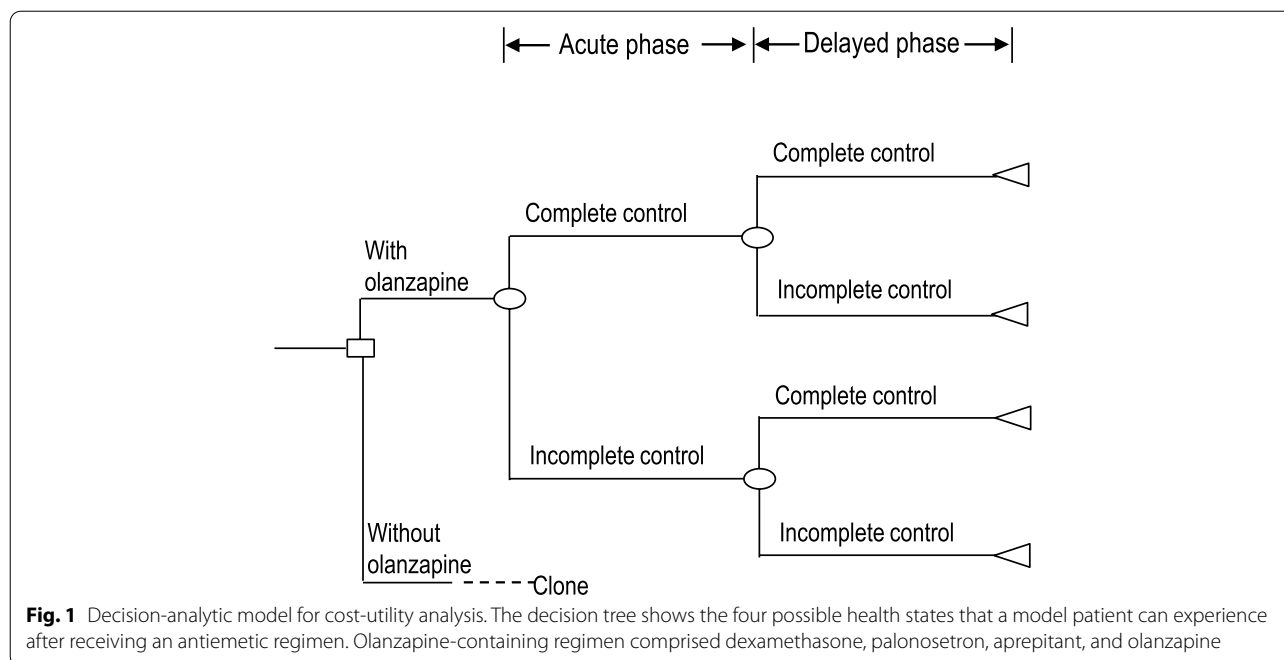 Acute phase Delayed phase
Complete control
Complete control
With
olanzapine
Incomplete control
Complete control
Incomplete control
Without
olanzapine
Incomplete control
Clone
Fig. 1 Decision-analytic model for cost-utility analysis. The decision tree shows the four possible health states that a model patient can experience
after receiving an antiemetic regimen. Olanzapine-containing regimen comprised dexamethasone, palonosetron, aprepitant, and olanzapine